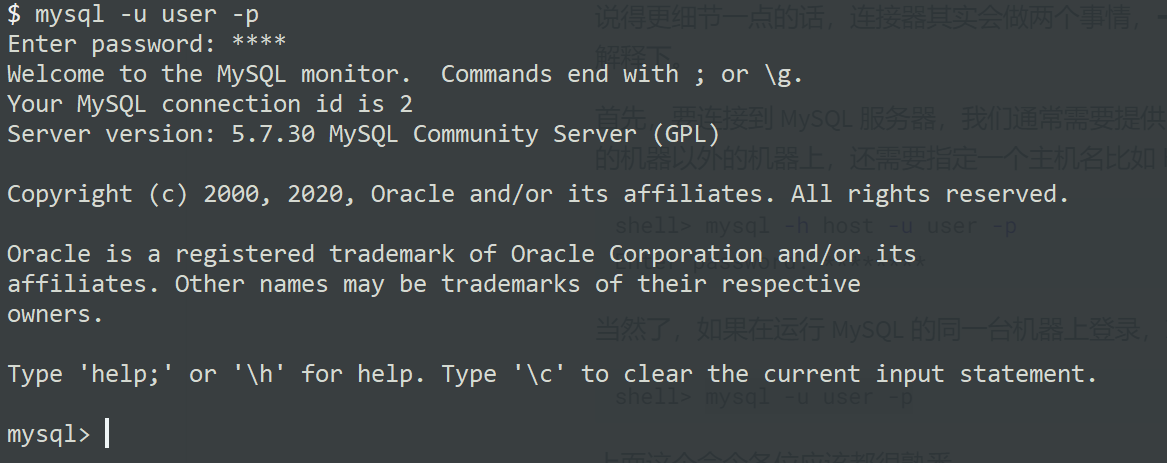 $ mysql -u user -p
Enter password: ****
Welcome to the MySQL monitor.  Commands end with ; or \g.
Your MySQL connection id is 2
Server version: 5.7.30 MySQL Community Server (GPL)
Copyright (c) 2000, 2020, Oracle and/or its affiliates. All rights reserved.
Oracle is a registered trademark of Oracle Corporation and/or its
affiliates. Other names may be trademarks of their respective
owners.
Type 'help;' or '\h' for help. Type '\c' to clear the current input statement.
mysql>
说得更细节一点的话，连接器其实会做两个事情，
解释下。
首先，要连接到 MySQL 服务器，我们通常需要提供
的机器以外的机器上，还需要指定一个主机名比如
shell> mysql -h host -u user -p
当然了，如果在运行 MySQL 的同一台机器上登录，
shell> mysql -u user -p